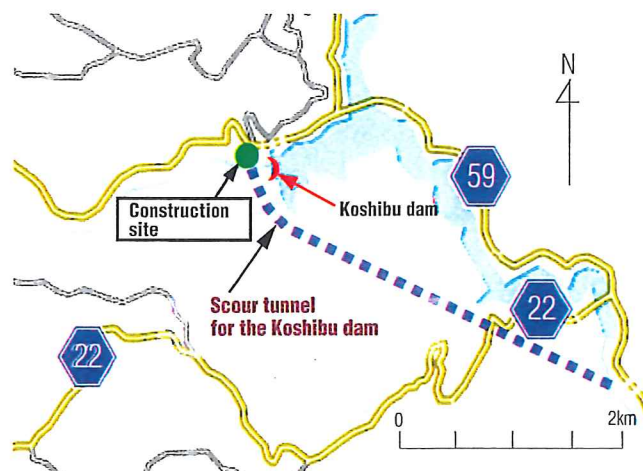 N
59
Koshibu dam
Construction
site
Scour tunnel
for the Koshibu dam
22
22
0
2km